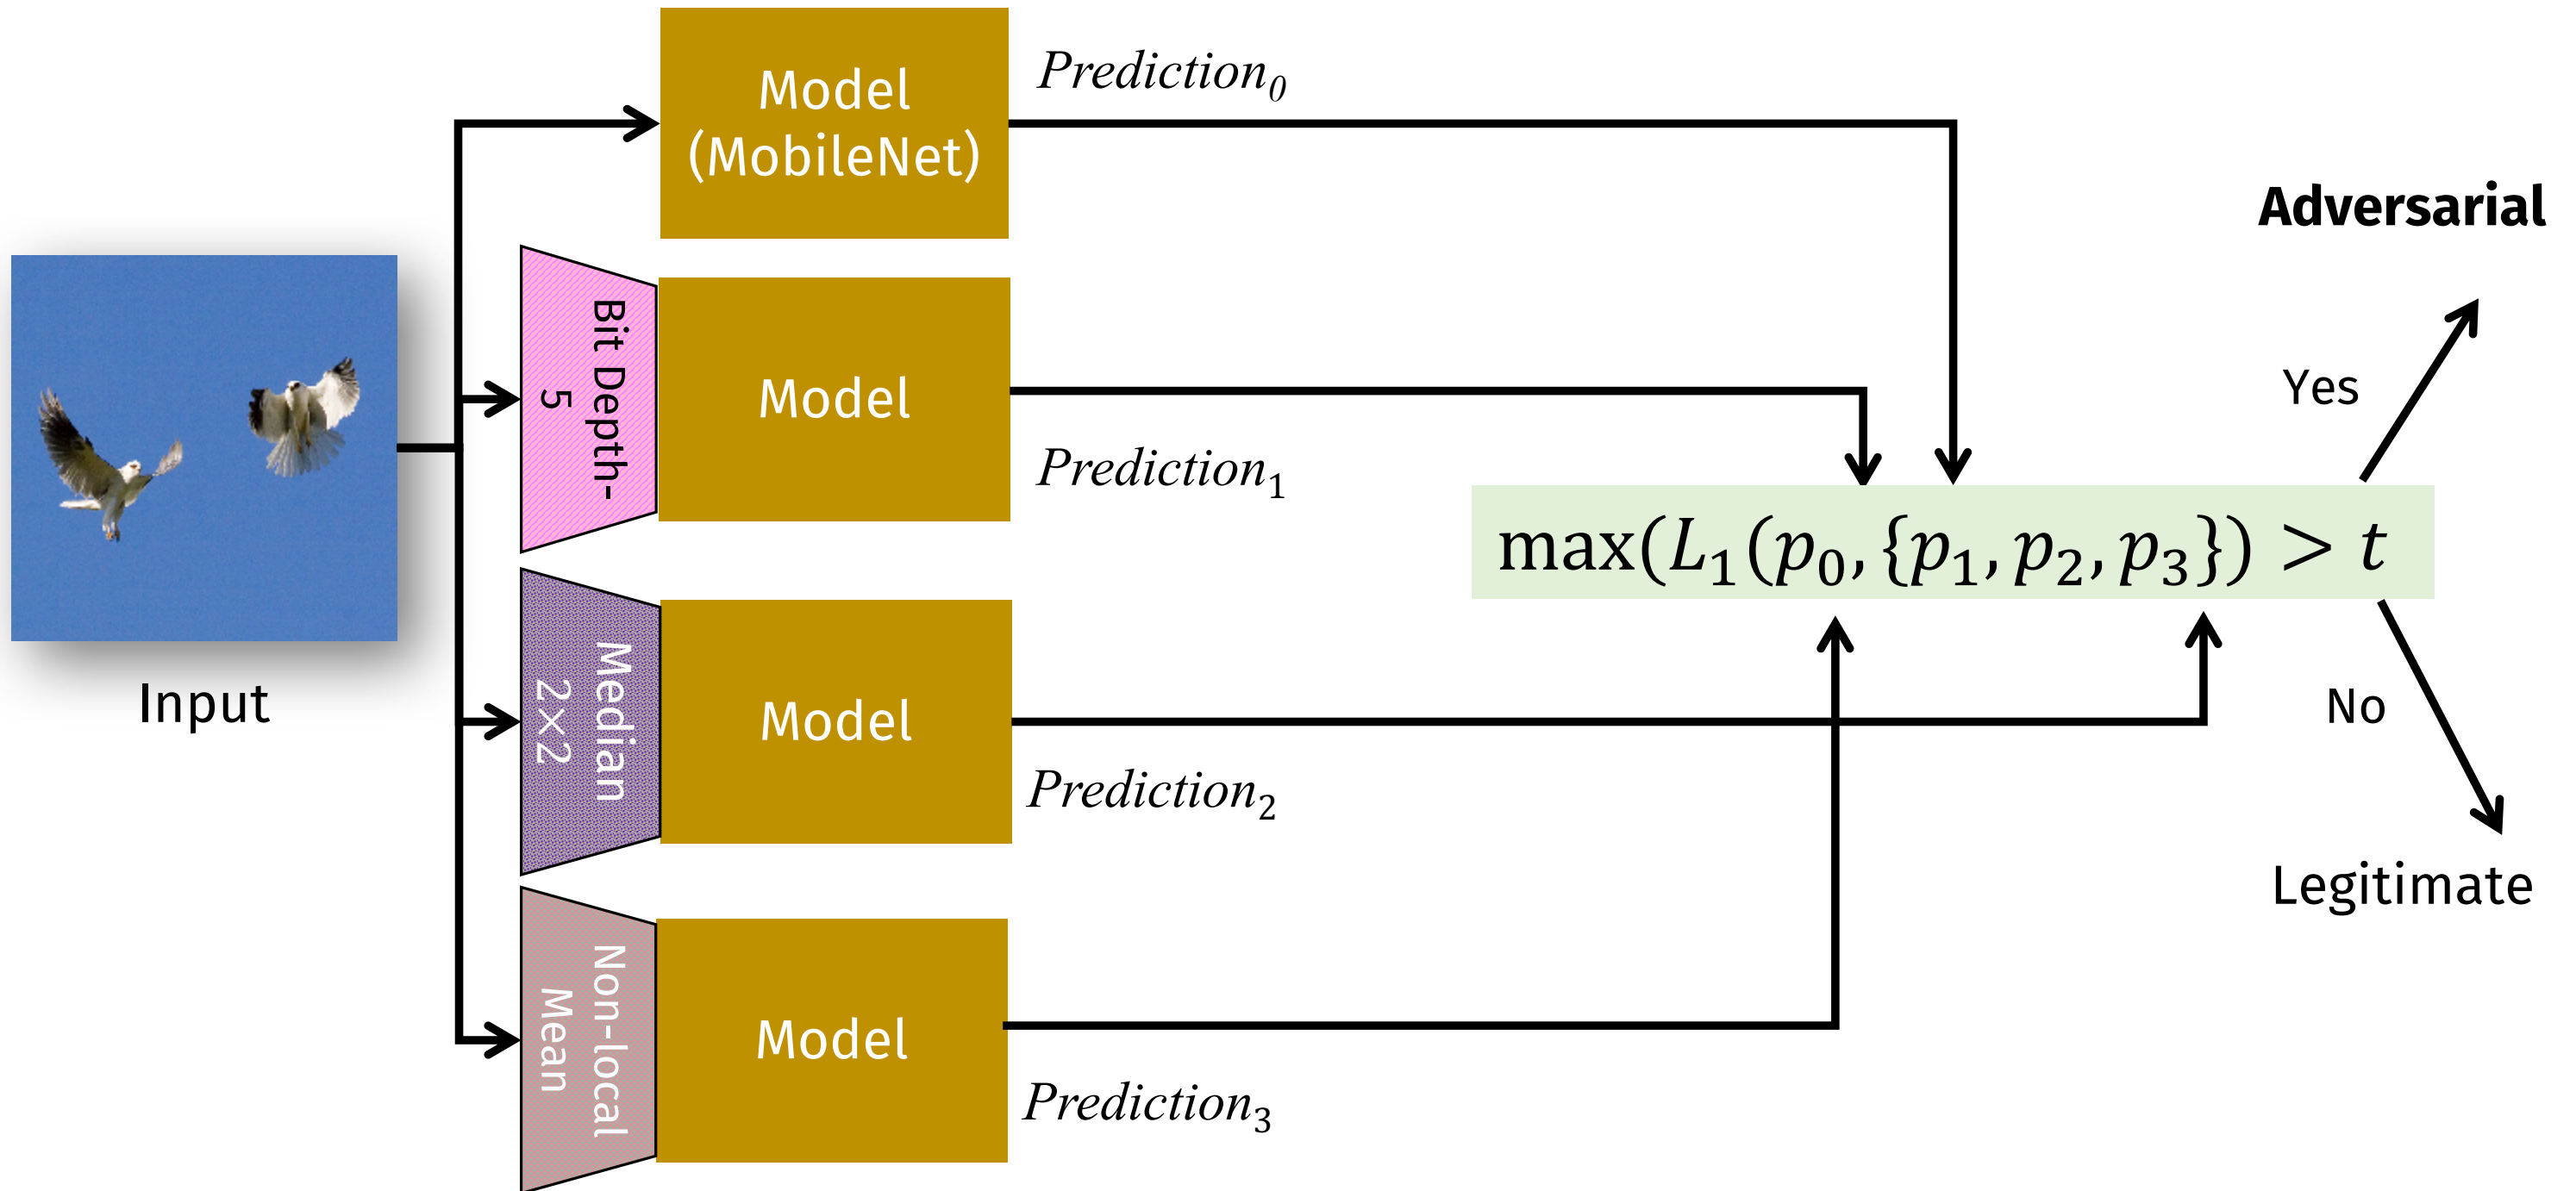 Model
(MobileNet)
Prediction₀
Bit Depth-
5
Model
Prediction₁
Median
2×2
Model
Prediction₂
Non-local
Mean
Model
Prediction₃
Input
max(L₁(p₀,{p₁,p₂,p₃}) > t
Yes
Adversarial
No
Legitimate